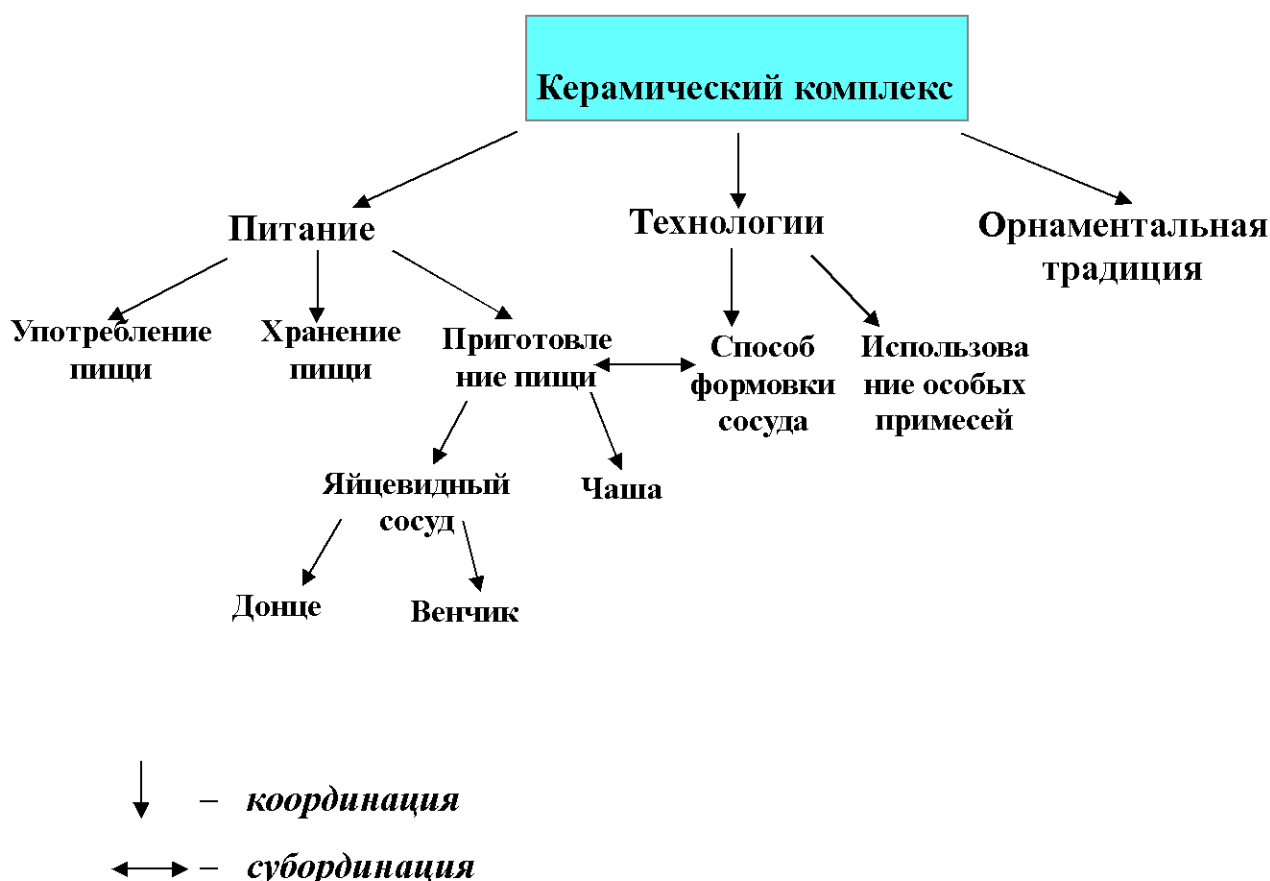 Керамический комплекс
Питание
Технологии
Орнаментальная
традиция
Употребление
пищи
Хранение
пищи
Приготовле
ние пищи
Способ
формовки
сосуда
Использова
ние особых
примесей
Яйцевидный
сосуд
Чаша
Донце
Венчик
– координация
– субординация